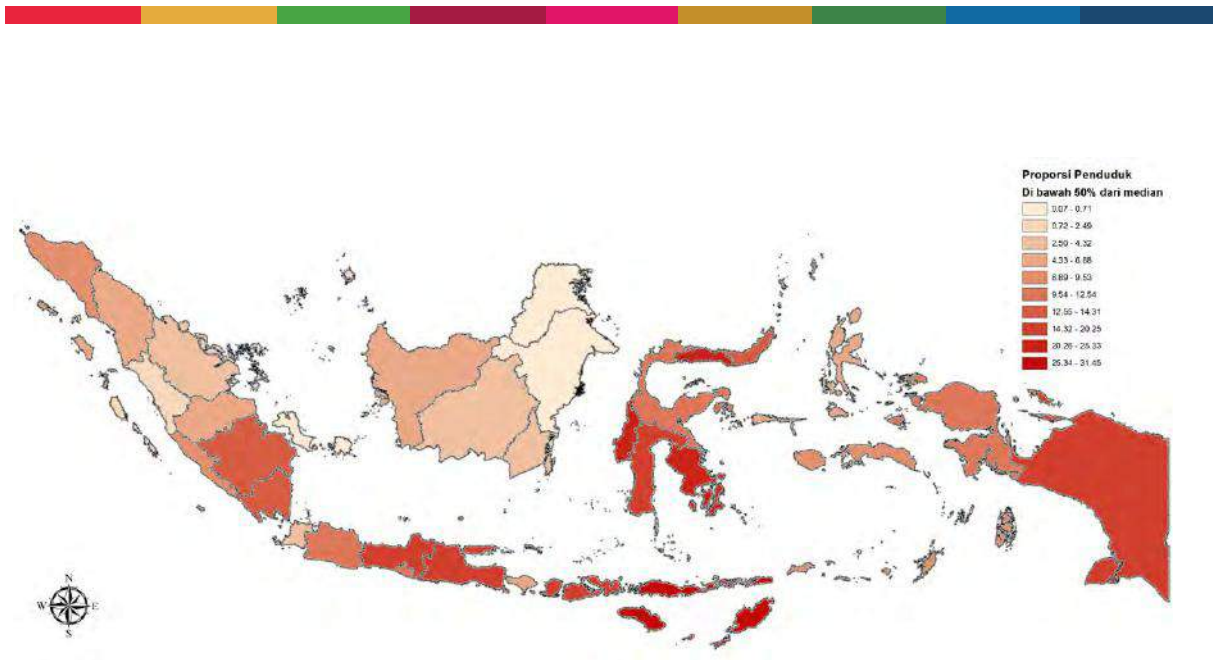 Proporsi Penduduk
Di bawah 50% dari median
0.07 - 0.71
0.72 - 2.49
2.50 - 4.32
4.33 - 6.88
6.89 - 9.53
9.54 - 12.54
12.55 - 14.31
14.32 - 20.25
20.26 - 25.33
25.34 - 31.45
N
W
E
S